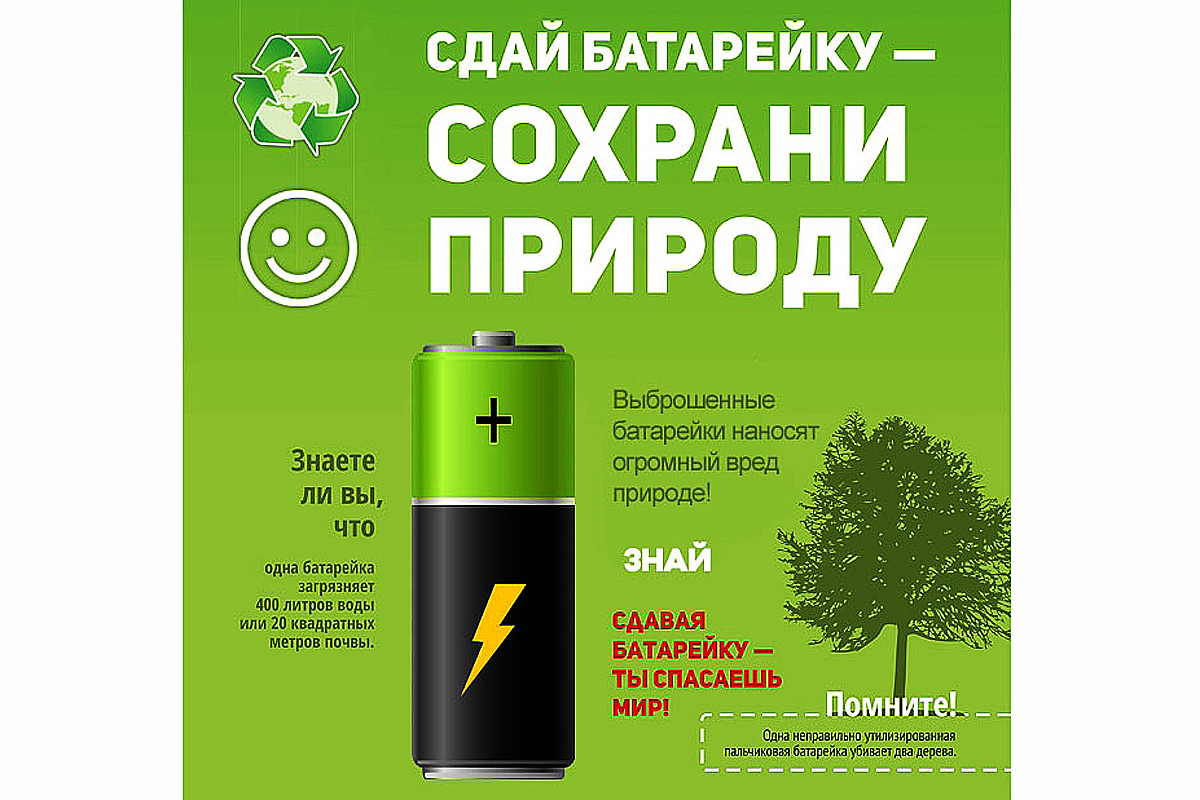 СДАЙ БАТАРЕЙКУ —
СОХРАНИ
ПРИРОДУ
Знаете
ли вы,
что
одна батарейка
загрязняет
400 литров воды
или 20 квадратных
метров почвы.
+
Выброшенные
батарейки наносят
огромный вред
природе!
ЗНАЙ
СДАВАЯ
БАТАРЕЙКУ —
ТЫ СПАСАЕШЬ
МИР!
Помните!
Одна неправильно утилизированная
пальчиковая батарейка убивает два дерева.